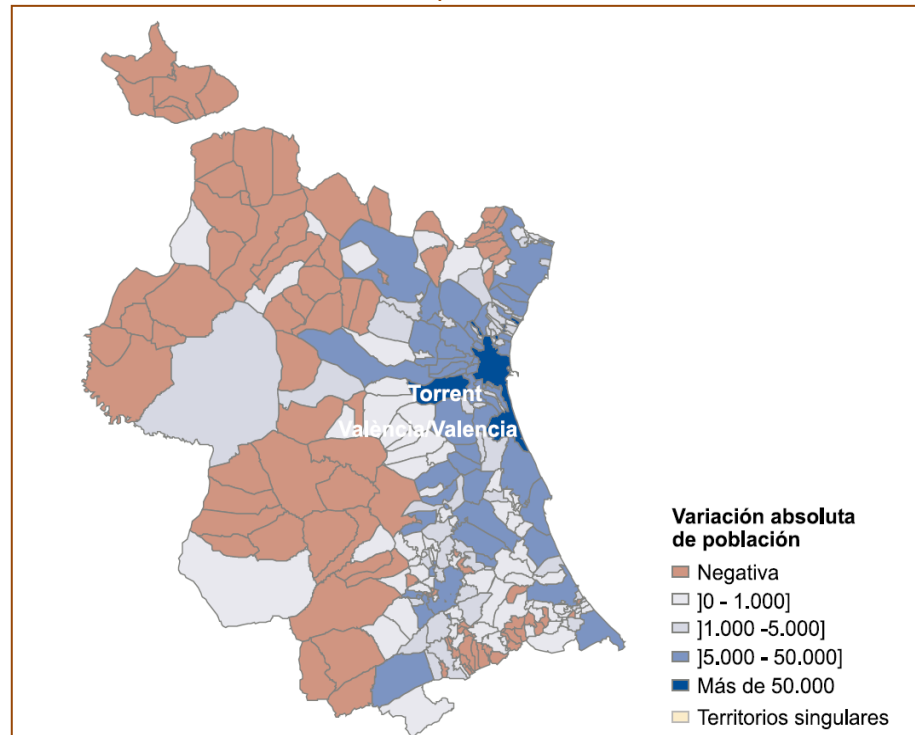 Torrent
València/Valencia
Variación absoluta
de población
Negativa
]0 - 1.000]
]1.000 -5.000]
]5.000 - 50.000]
Más de 50.000
Territorios singulares